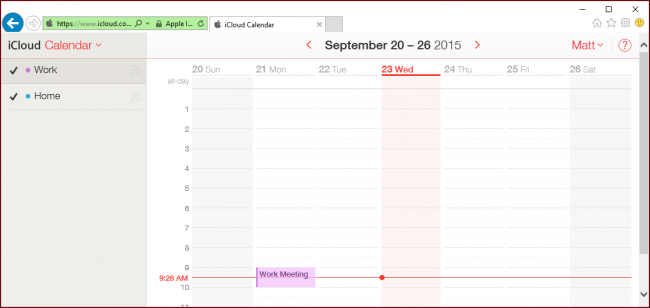 https://www.icloud.co... Apple I... iCloud Calendar
iCloud Calendar
September 20 – 26 2015
Matt
?
Work
Home
20 Sun 21 Mon 22 Tue 23 Wed 24 Thu 25 Fri 26 Sat
all-day
1
2
3
4
5
6
7
8
9
Work Meeting
9:28 AM
10
11